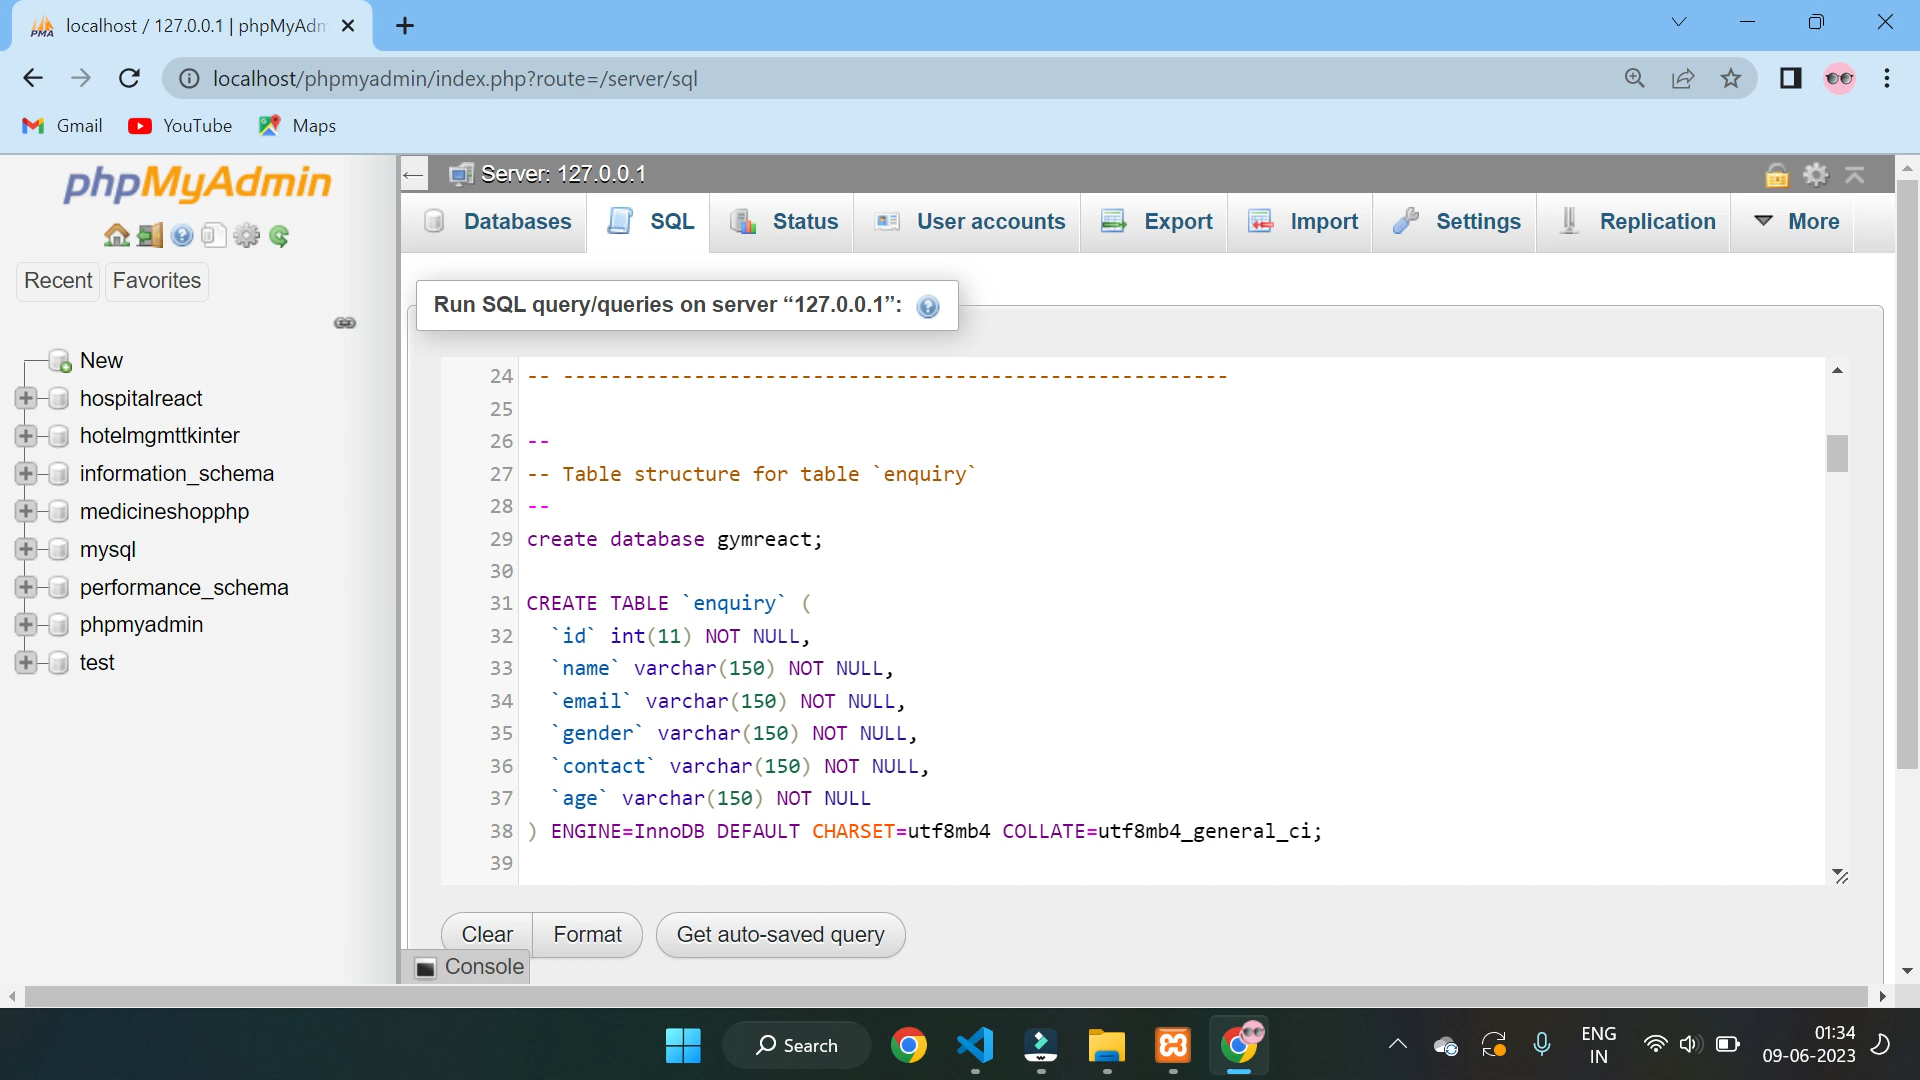 localhost / 127.0.0.1 | phpMyAdm
localhost/phpmyadmin/index.php?route=/server/sql
Gmail YouTube Maps
phpMyAdmin
Recent Favorites
New
hospitalreact
hotelmgmttkinter
information_schema
medicineshopphp
mysql
performance_schema
phpmyadmin
test
Server: 127.0.0.1
Databases SQL Status User accounts Export Import Settings Replication More
Run SQL query/queries on server “127.0.0.1”:
24 -- --------------------------------------------------------
25
26 --
27 -- Table structure for table `enquiry`
28 --
29 create database gymreact;
30
31 CREATE TABLE `enquiry` (
32 `id` int(11) NOT NULL,
33 `name` varchar(150) NOT NULL,
34 `email` varchar(150) NOT NULL,
35 `gender` varchar(150) NOT NULL,
36 `contact` varchar(150) NOT NULL,
37 `age` varchar(150) NOT NULL
38 ) ENGINE=InnoDB DEFAULT CHARSET=utf8mb4 COLLATE=utf8mb4_general_ci;
39
Clear Format Get auto-saved query
Console
Search
ENG
IN
01:34
09-06-2023